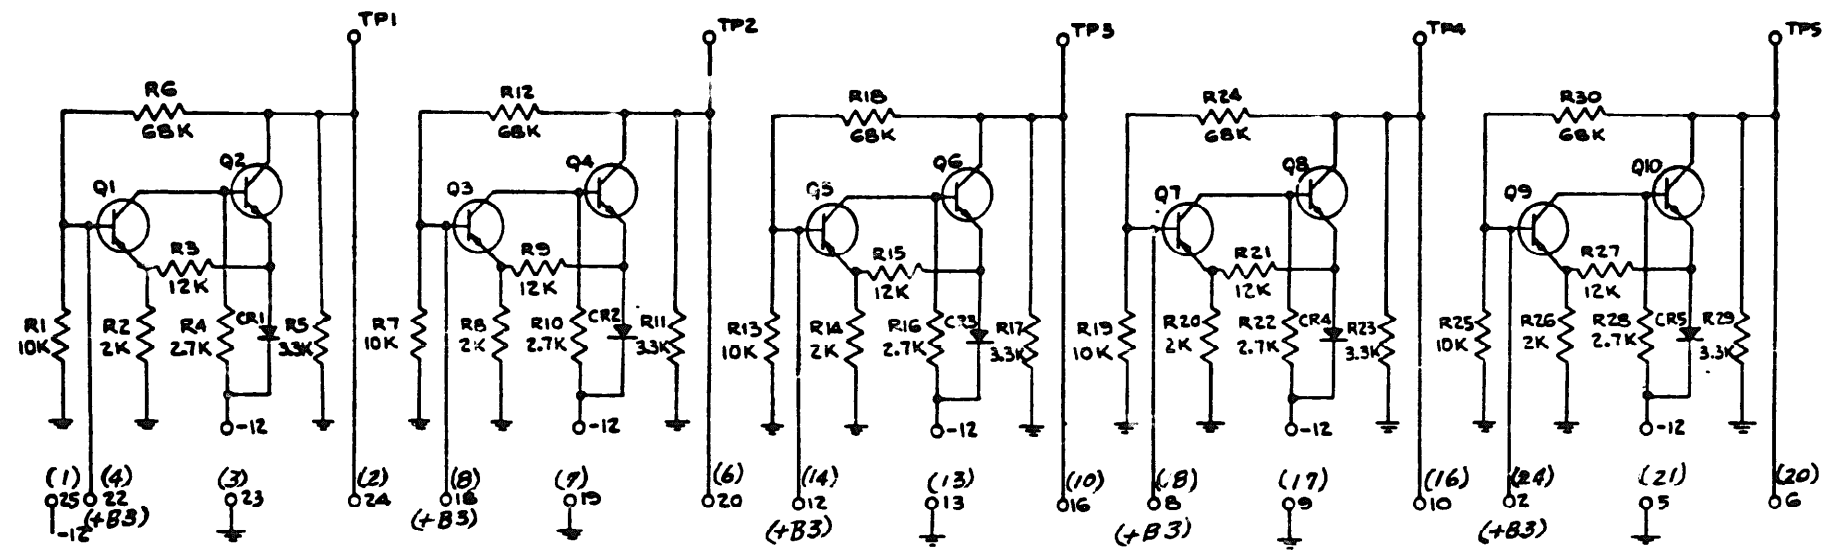 TP1
TP2
TP3
TP4
TP5
R6
68K
R12
68K
R18
68K
R24
68K
R30
68K
Q2
Q4
Q6
Q8
Q10
Q1
Q3
Q5
Q7
Q9
R3
12K
R9
12K
R15
12K
R21
12K
R27
12K
R1
10K
R2
2K
R4
2.7K
CR1
R5
3.3K
R7
10K
R8
2K
R10
2.7K
CR2
R11
3.3K
R13
10K
R14
2K
R16
2.7K
CR3
R17
3.3K
R19
10K
R20
2K
R22
2.7K
CR4
R23
3.3K
R25
10K
R26
2K
R28
2.7K
CR5
R29
3.3K
-12
-12
-12
-12
-12
(1) (4) (3) (2) (8) (7) (6) (14) (13) (10) (18) (17) (16) (24) (21) (20)
25 22 23 24 18 19 20 12 13 16 8 9 10 2 5 6
-12 (+B3) (+B3) (+B3) (+B3) (+B3)